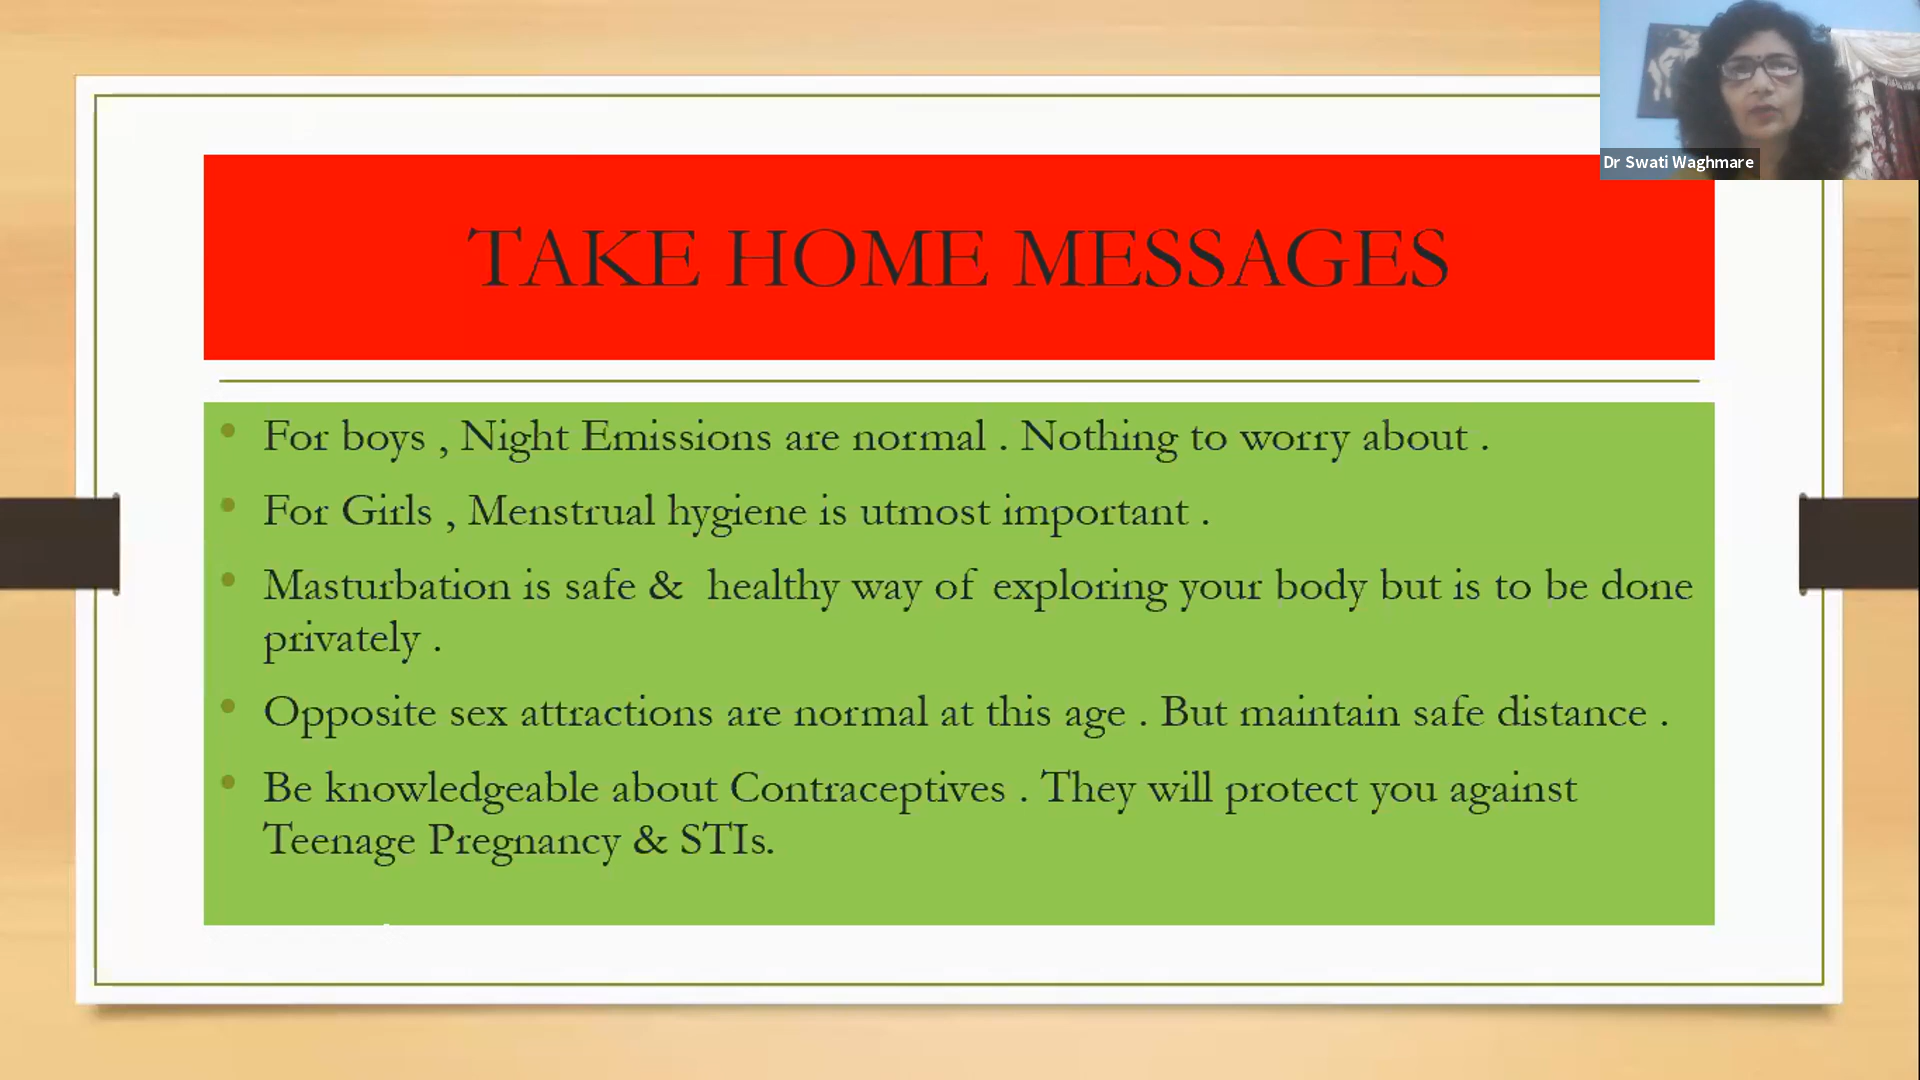 Dr Swati Waghmare
TAKE HOME MESSAGES
For boys , Night Emissions are normal . Nothing to worry about .
For Girls , Menstrual hygiene is utmost important .
Masturbation is safe & healthy way of exploring your body but is to be done
privately .
Opposite sex attractions are normal at this age . But maintain safe distance .
Be knowledgeable about Contraceptives . They will protect you against
Teenage Pregnancy & STIs.